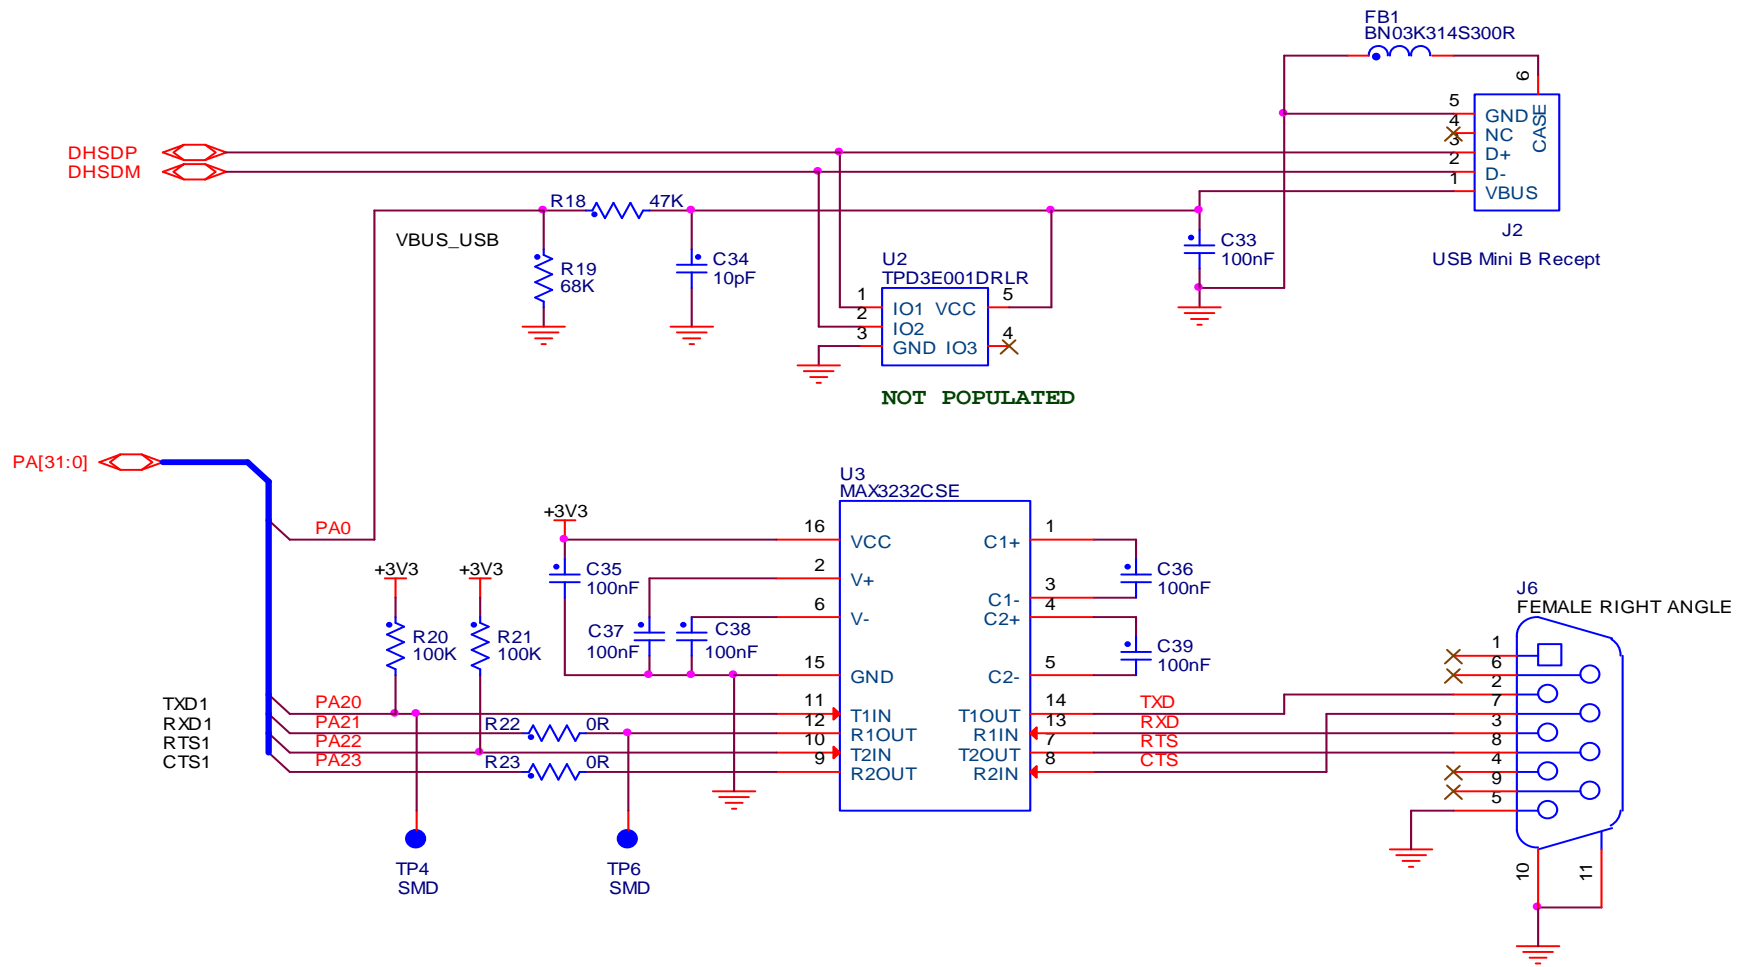 FB1
BN03K314S300R
6
5
GND
CASE
4
NC
DHSDP
3
D+
DHSDM
2
D-
1
VBUS
R18
47K
J2
USB Mini B Recept
VBUS_USB
C33
100nF
R19
68K
C34
10pF
U2
TPD3E001DRLR
1
IO1
VCC
5
2
IO2
3
GND
IO3
4
NOT POPULATED
PA[31:0]
U3
MAX3232CSE
+3V3
PA0
16
VCC
C1+
1
+3V3
+3V3
C35
100nF
2
V+
C36
100nF
3
C1-
6
V-
C2+
4
J6
FEMALE RIGHT ANGLE
R20
100K
R21
100K
C37
100nF
C38
100nF
C39
100nF
15
GND
C2-
5
1
6
2
7
3
8
4
9
5
TXD1
PA20
11
T1IN
T1OUT
14
TXD
RXD1
PA21
R22
0R
12
R1OUT
R1IN
13
RXD
RTS1
PA22
10
T2IN
T2OUT
7
RTS
CTS1
PA23
R23
0R
9
R2OUT
R2IN
8
CTS
TP4
SMD
TP6
SMD
10
11